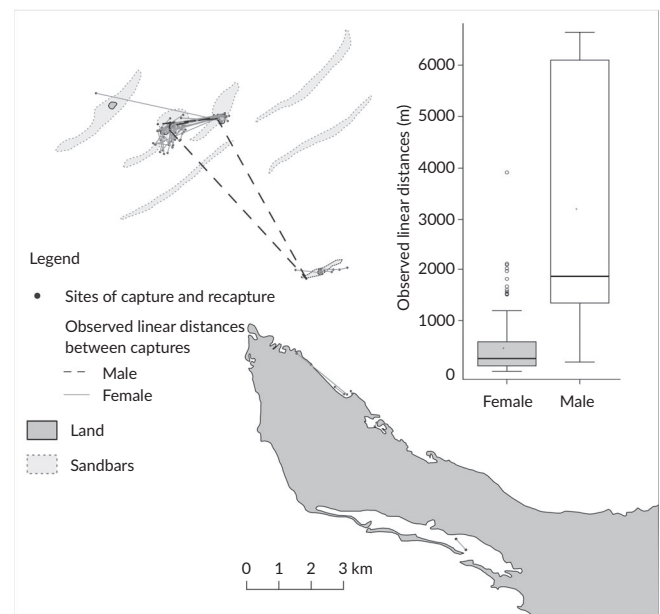 Legend
Sites of capture and recapture
Observed linear distances
between captures
Male
Female
Land
Sandbars
0 1 2 3 km
Observed linear distances (m)
6000
5000
4000
3000
2000
1000
0
Female Male